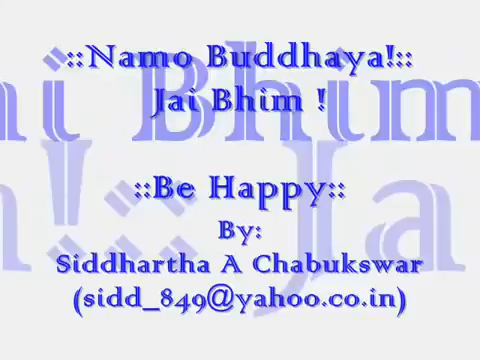 ::Namo Buddhaya!::
Jai Bhim !
::Be Happy::
By:
Siddhartha A Chabukswar
(sidd_849@yahoo.co.in)